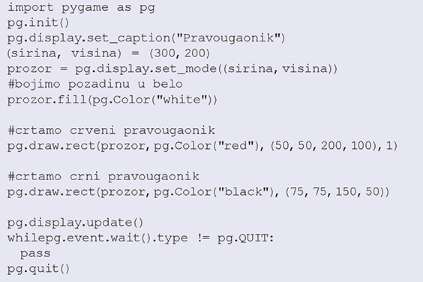 import pygame as pg
pg.init()
pg.display.set_caption("Pravougaonik")
(sirina, visina) = (300,200)
prozor = pg.display.set_mode((sirina,visina))
#bojimo pozadinu u belo
prozor.fill(pg.Color("white"))

#crtamo crveni pravougaonik
pg.draw.rect(prozor,pg.Color("red"),(50,50,200,100),1)

#crtamo crni pravougaonik
pg.draw.rect(prozor,pg.Color("black"),(75,75,150,50))

pg.display.update()
whilepg.event.wait().type != pg.QUIT:
  pass
pg.quit()